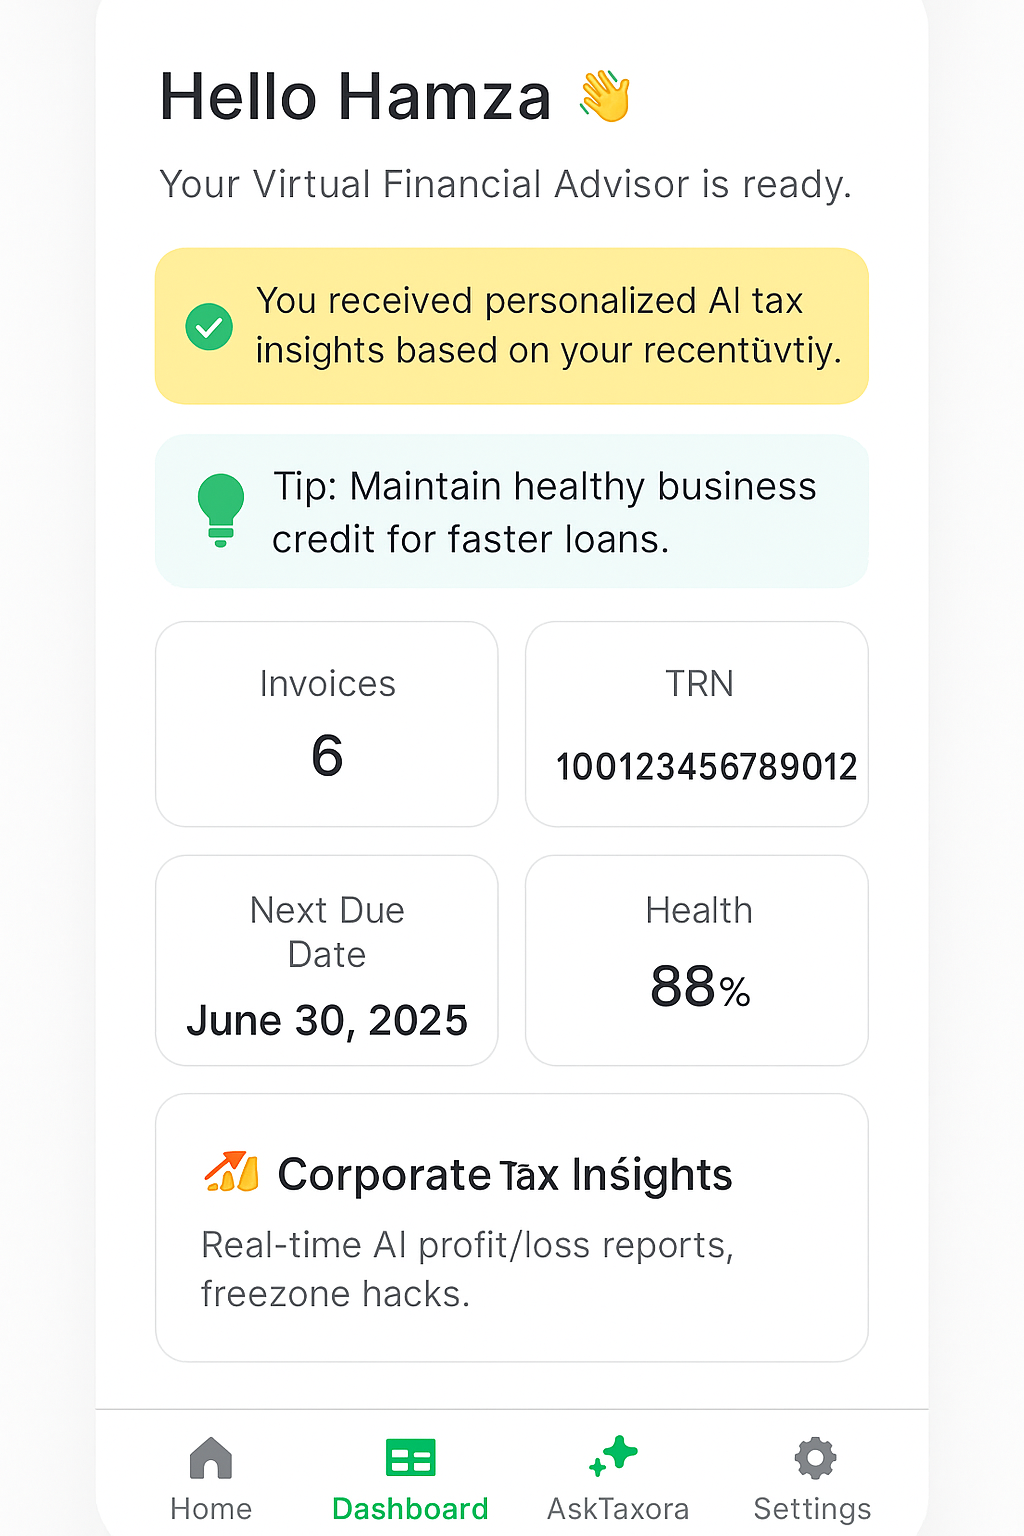 Hello Hamza 👋
Your Virtual Financial Advisor is ready.
You received personalized AI tax
insights based on your recentüvtiy.
Tip: Maintain healthy business
credit for faster loans.
Invoices
6
TRN
100123456789012
Next Due
Date
June 30, 2025
Health
88%
Corporate Tãx Inśights
Real-time AI profit/loss reports,
freezone hacks.
Home
Dashboard
AskTaxora
Settings